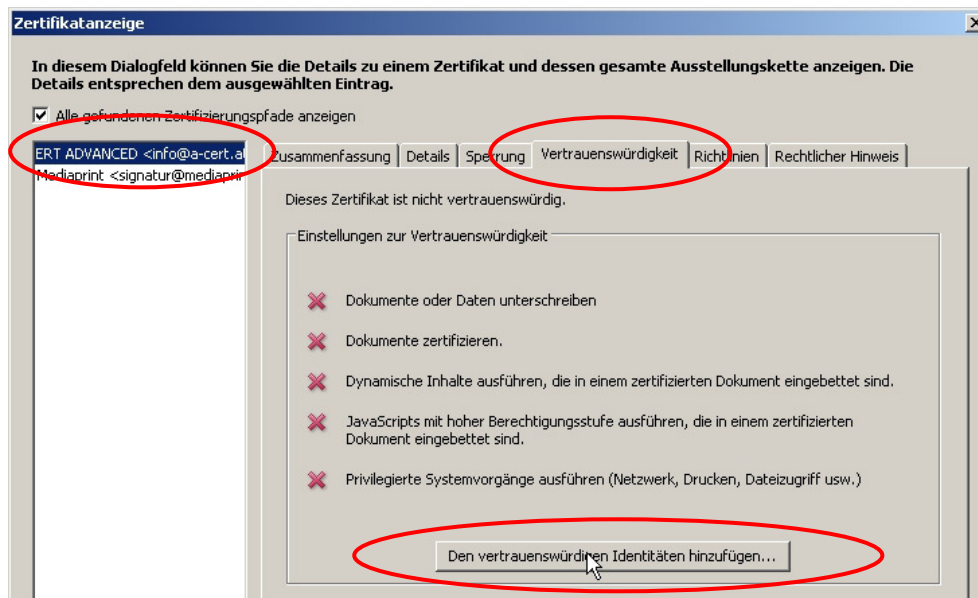 Zertifikatanzeige
In diesem Dialogfeld können Sie die Details zu einem Zertifikat und dessen gesamte Ausstellungskette anzeigen. Die
Details entsprechen dem ausgewählten Eintrag.
Alle gefundenen Zertifizierungspfade anzeigen
ERT ADVANCED <info@a-cert.at
Mediaprint <signatur@mediaprin
Zusammenfassung Details Sperrung Vertrauenswürdigkeit Richtlinien Rechtlicher Hinweis
Dieses Zertifikat ist nicht vertrauenswürdig.
Einstellungen zur Vertrauenswürdigkeit
Dokumente oder Daten unterschreiben
Dokumente zertifizieren.
Dynamische Inhalte ausführen, die in einem zertifizierten Dokument eingebettet sind.
JavaScripts mit hoher Berechtigungsstufe ausführen, die in einem zertifizierten
Dokument eingebettet sind.
Privilegierte Systemvorgänge ausführen (Netzwerk, Drucken, Dateizugriff usw.)
Den vertrauenswürdigen Identitäten hinzufügen...